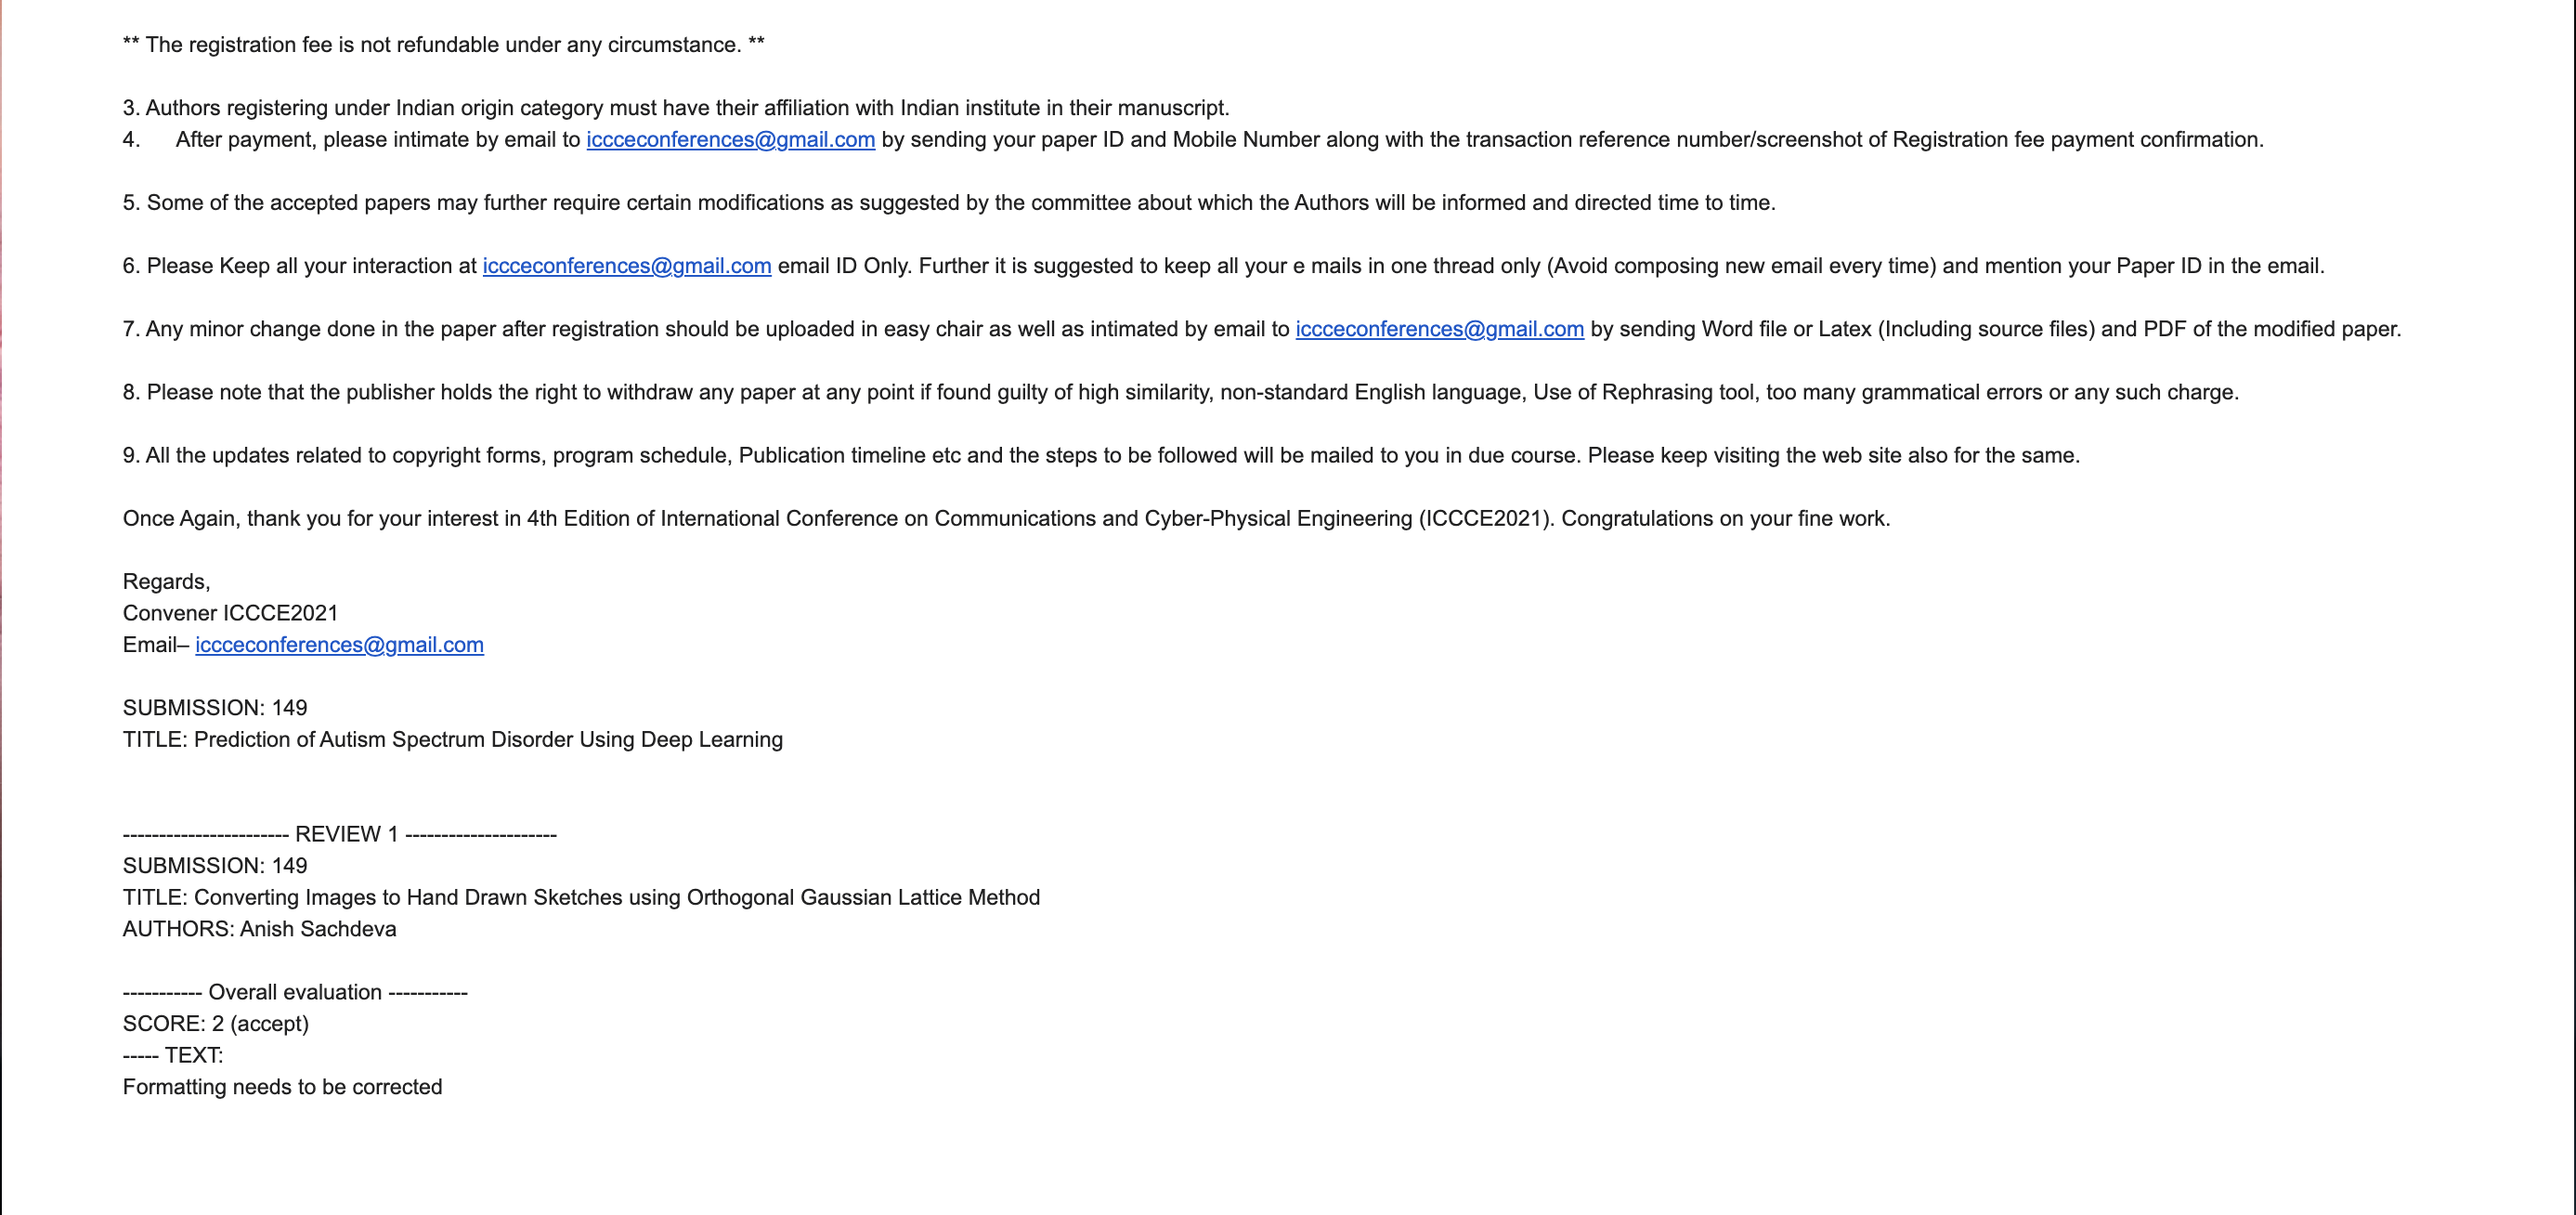 ** The registration fee is not refundable under any circumstance. **
3. Authors registering under Indian origin category must have their affiliation with Indian institute in their manuscript.
4. After payment, please intimate by email to iccceconferences@gmail.com by sending your paper ID and Mobile Number along with the transaction reference number/screenshot of Registration fee payment confirmation.
5. Some of the accepted papers may further require certain modifications as suggested by the committee about which the Authors will be informed and directed time to time.
6. Please Keep all your interaction at iccceconferences@gmail.com email ID Only. Further it is suggested to keep all your e mails in one thread only (Avoid composing new email every time) and mention your Paper ID in the email.
7. Any minor change done in the paper after registration should be uploaded in easy chair as well as intimated by email to iccceconferences@gmail.com by sending Word file or Latex (Including source files) and PDF of the modified paper.
8. Please note that the publisher holds the right to withdraw any paper at any point if found guilty of high similarity, non-standard English language, Use of Rephrasing tool, too many grammatical errors or any such charge.
9. All the updates related to copyright forms, program schedule, Publication timeline etc and the steps to be followed will be mailed to you in due course. Please keep visiting the web site also for the same.
Once Again, thank you for your interest in 4th Edition of International Conference on Communications and Cyber-Physical Engineering (ICCCE2021). Congratulations on your fine work.
Regards,
Convener ICCCE2021
Email– iccceconferences@gmail.com
SUBMISSION: 149
TITLE: Prediction of Autism Spectrum Disorder Using Deep Learning
----------------------- REVIEW 1 ---------------------
SUBMISSION: 149
TITLE: Converting Images to Hand Drawn Sketches using Orthogonal Gaussian Lattice Method
AUTHORS: Anish Sachdeva
----------- Overall evaluation -----------
SCORE: 2 (accept)
----- TEXT:
Formatting needs to be corrected